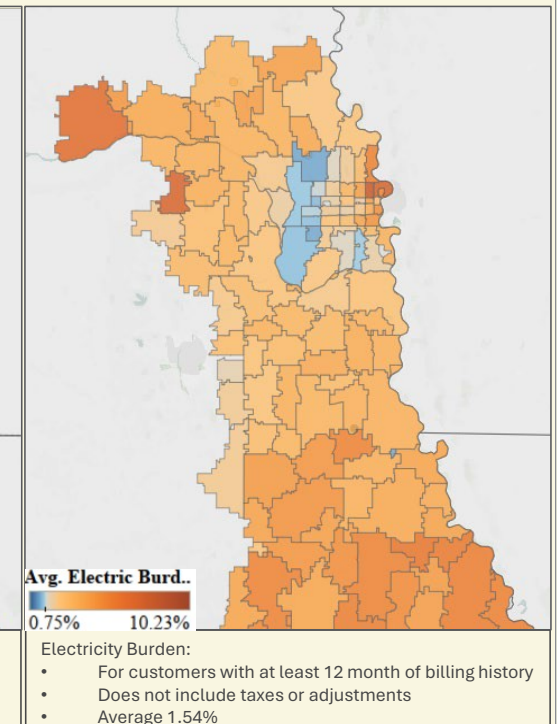 Avg. Electric Burd..
0.75% 10.23%
Electricity Burden:
• For customers with at least 12 month of billing history
• Does not include taxes or adjustments
• Average 1.54%